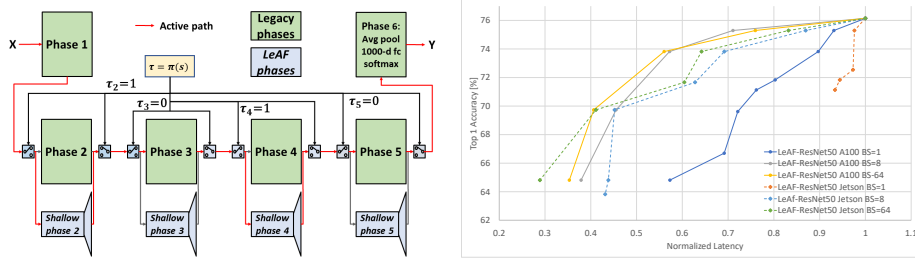 Active path
Legacy
phases
LeAF
phases
Phase 6:
Avg pool
1000-d fc
softmax
X
Phase 1
Y
τ = π(s)
τ₂=1
τ₃=0
τ₄=1
τ₅=0
Phase 2
Phase 3
Phase 4
Phase 5
Shallow
phase 2
Shallow
phase 3
Shallow
phase 4
Shallow
phase 5
Top 1 Accuracy [%]
76
74
72
70
68
66
64
62
LeAF-ResNet50 A100 BS=1
LeAF-ResNet50 A100 BS=8
LeAF-ResNet50 A100 BS-64
LeAF-ResNet50 Jetson BS=1
LeAF-ResNet50 Jetson BS=8
LeAF-ResNet50 Jetson BS=64
0.2 0.3 0.4 0.5 0.6 0.7 0.8 0.9 1 1.1
Normalized Latency